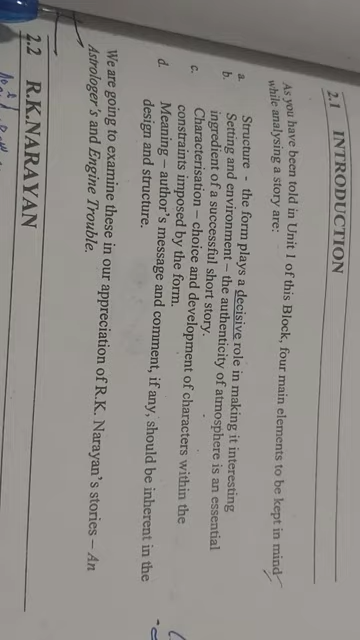 2.1 INTRODUCTION
As you have been told in Unit 1 of this Block, four main elements to be kept in mind
while analysing a story are:
a. Structure - the form plays a decisive role in making it interesting
b. Setting and environment – the authenticity of atmosphere is an essential
ingredient of a successful short story.
c. Characterisation – choice and development of characters within the
constraints imposed by the form.
d. Meaning – author's message and comment, if any, should be inherent in the
design and structure.
We are going to examine these in our appreciation of R.K. Narayan's stories – An
Astrologer's and Engine Trouble.
2.2 R.K.NARAYAN